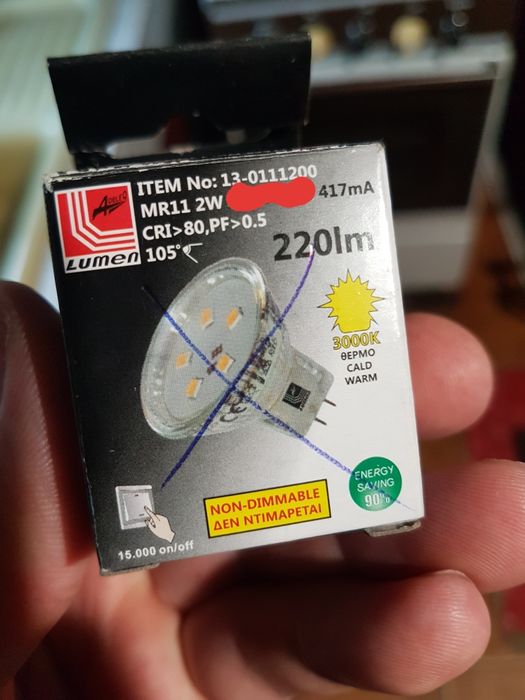 ADELEQ
Lumen
ITEM No: 13-0111200
MR11 2W 417mA
CRI>80,PF>0.5
105°
220lm
3000K
ΘΕΡΜΟ
CALD
WARM
ENERGY
SAVING
90%
NON-DIMMABLE
ΔΕΝ ΝΤΙΜΑΡΕΤΑΙ
15.000 on/off